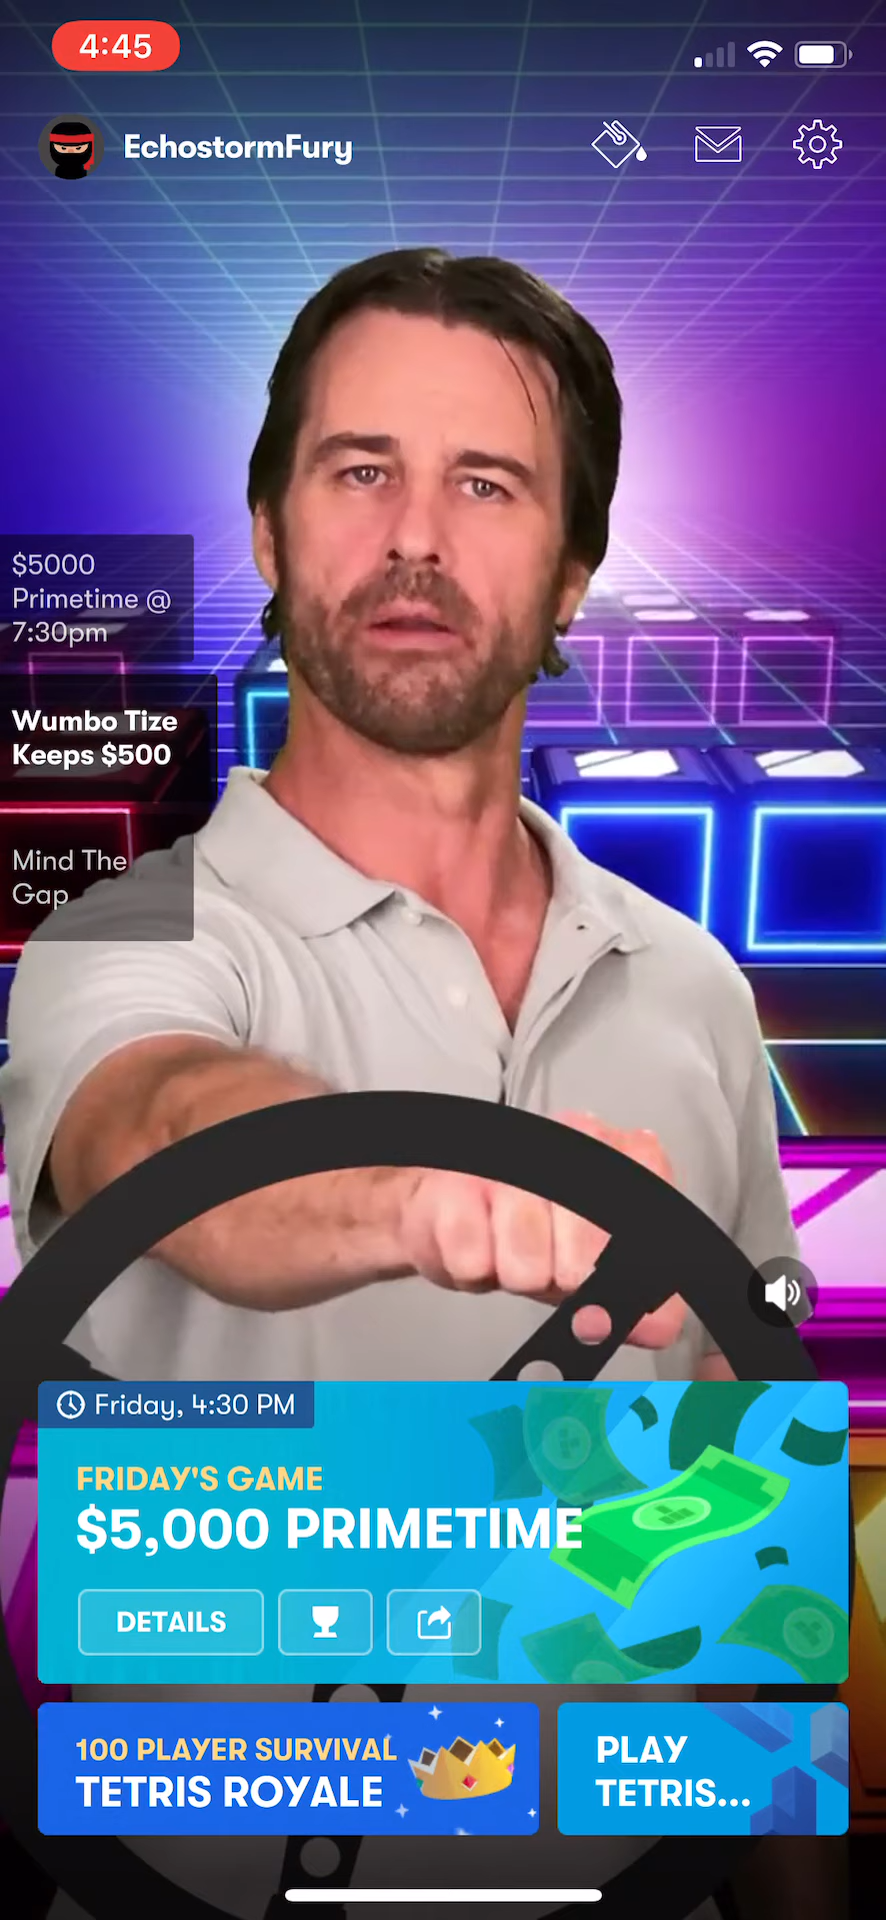 4:45
EchostormFury
$5000
Primetime @
7:30pm
Wumbo Tize
Keeps $500
Mind The
Gap
Friday, 4:30 PM
FRIDAY'S GAME
$5,000 PRIMETIME
DETAILS
100 PLAYER SURVIVAL
TETRIS ROYALE
PLAY
TETRIS...